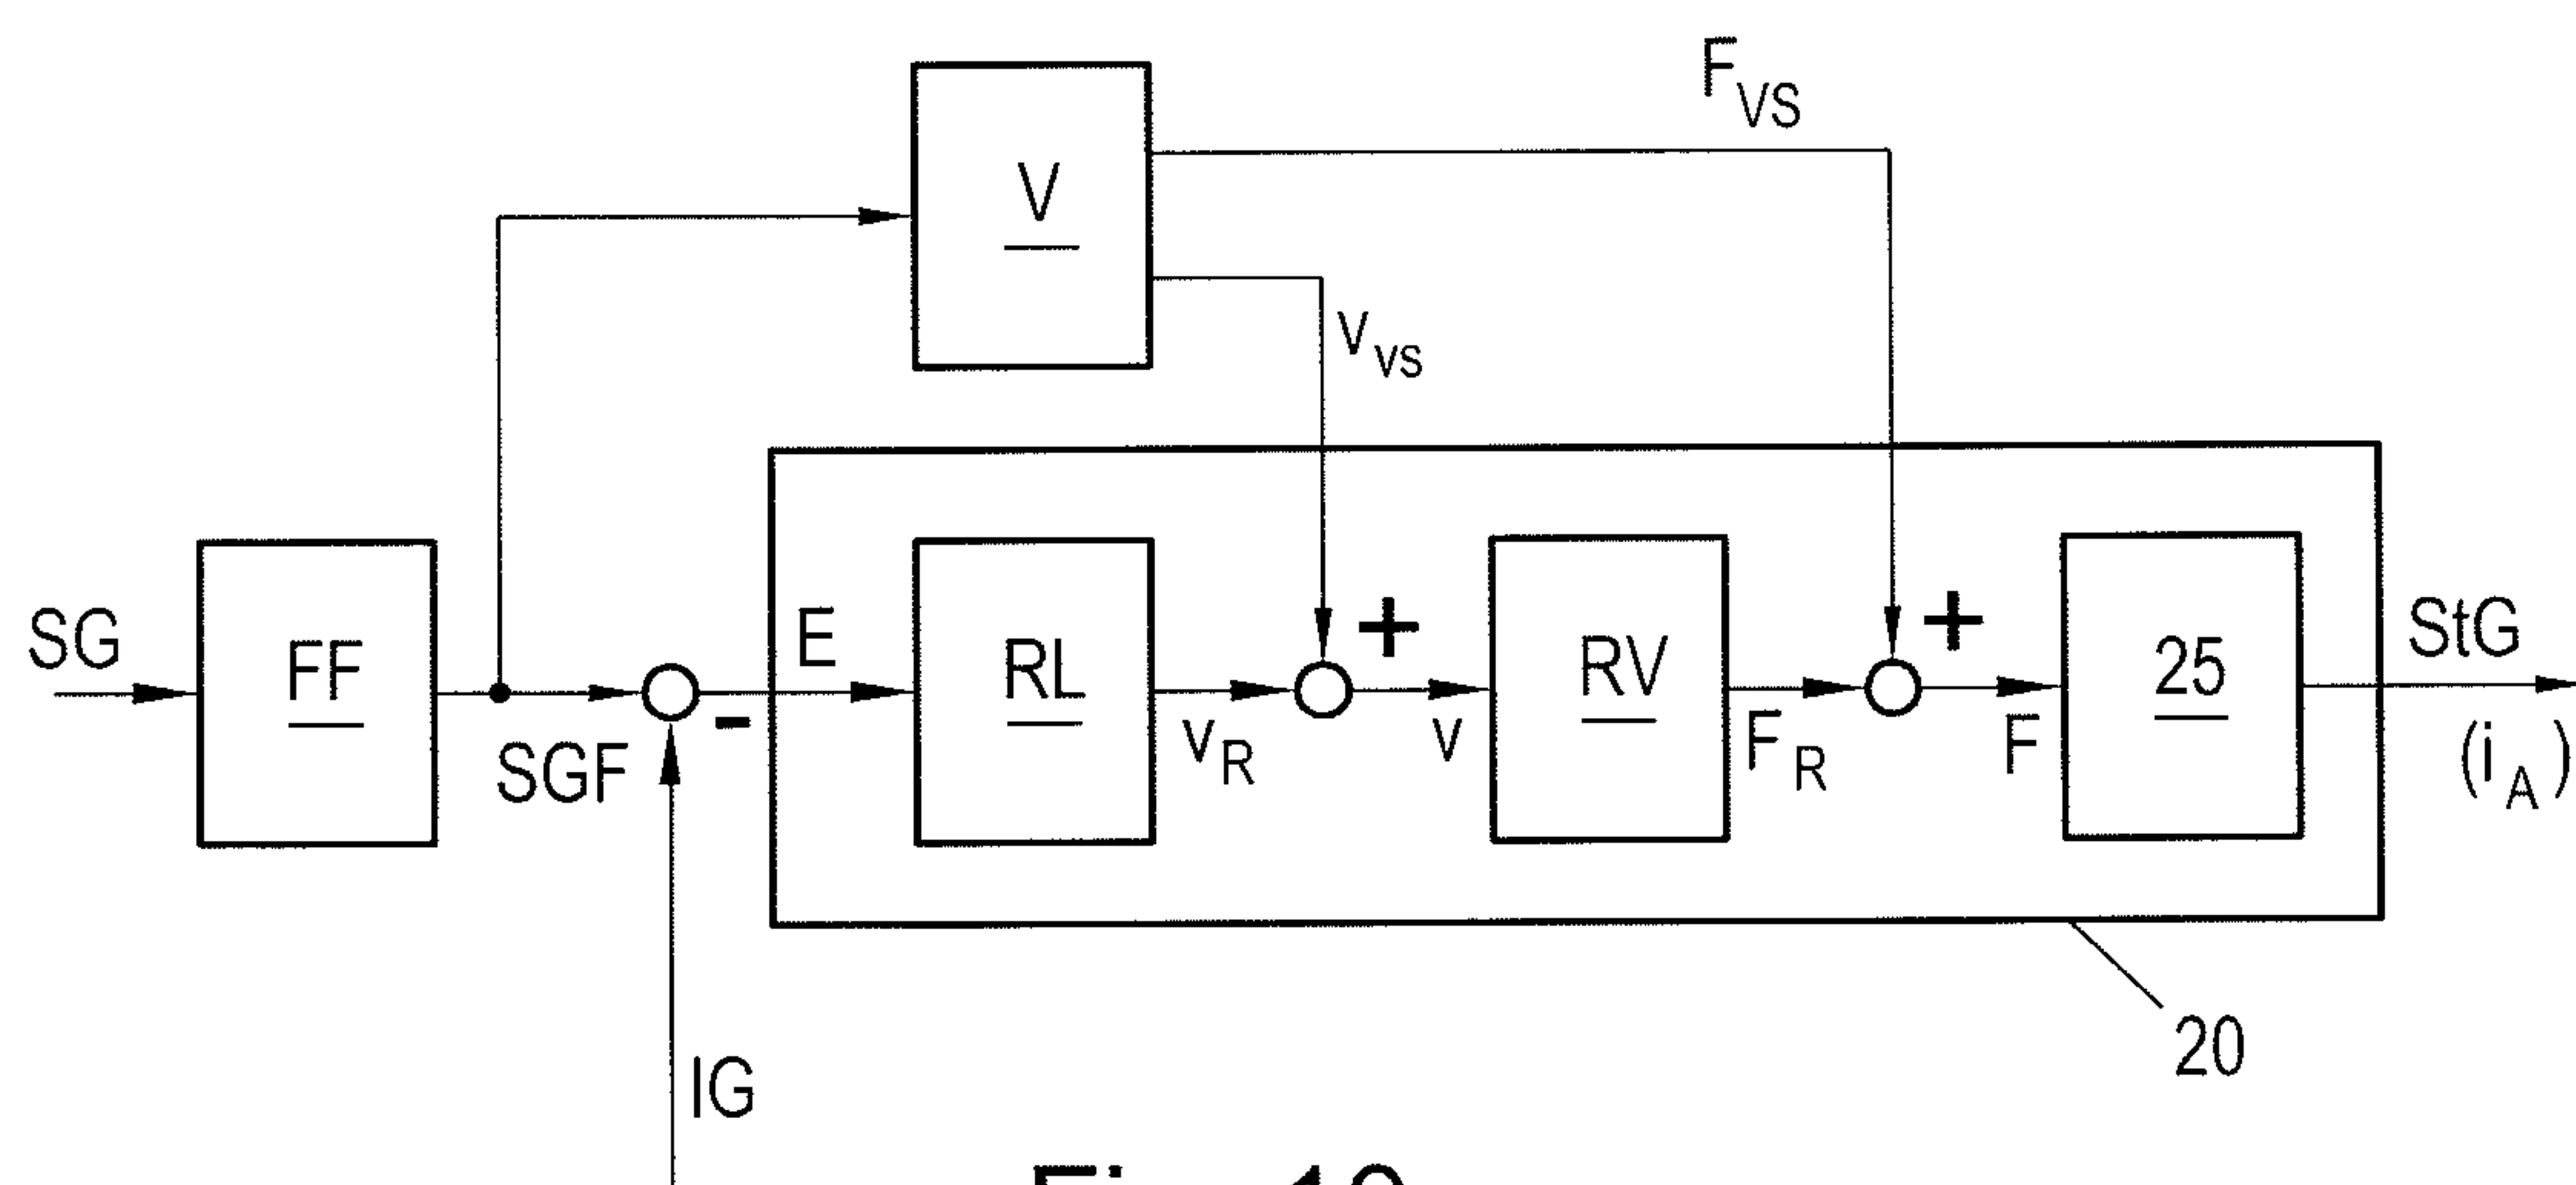 F_VS
V
v_vs
SG
FF
SGF
-
E
RL
v_R
+
v
RV
F_R
+
F
25
StG
(i_A)
20
IG